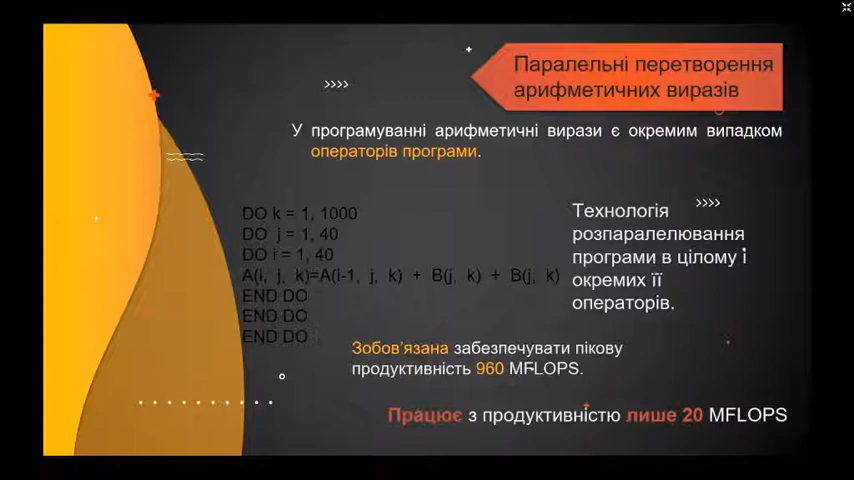 Паралельні перетворення
арифметичних виразів
У програмуванні арифметичні вирази є окремим випадком
операторів програми.
DO k = 1, 1000
DO j = 1, 40
DO i = 1, 40
A(i, j, k)=A(i-1, j, k) + B(j, k) + B(j, k)
END DO
END DO
END DO
Технологія
розпаралелювання
програми в цілому і
окремих її
операторів.
Зобов'язана забезпечувати пікову
продуктивність 960 MFLOPS.
Працює з продуктивністю лише 20 MFLOPS